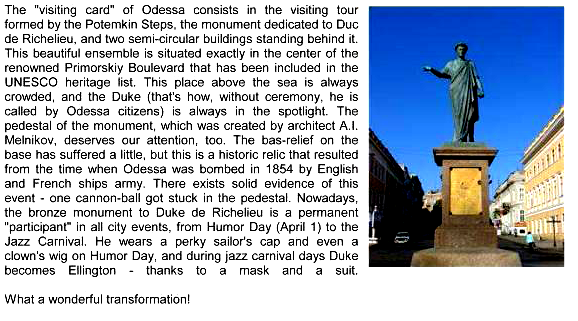 The "visiting card" of Odessa consists in the visiting tour
formed by the Potemkin Steps, the monument dedicated to Duc
de Richelieu, and two semi-circular buildings standing behind it.
This beautiful ensemble is situated exactly in the center of the
renowned Primorskiy Boulevard that has been included in the
UNESCO heritage list. This place above the sea is always
crowded, and the Duke (that's how, without ceremony, he is
called by Odessa citizens) is always in the spotlight. The
pedestal of the monument, which was created by architect A.I.
Melnikov, deserves our attention, too. The bas-relief on the
base has suffered a little, but this is a historic relic that resulted
from the time when Odessa was bombed in 1854 by English
and French ships army. There exists solid evidence of this
event - one cannon-ball got stuck in the pedestal. Nowadays,
the bronze monument to Duke de Richelieu is a permanent
"participant" in all city events, from Humor Day (April 1) to the
Jazz Carnival. He wears a perky sailor's cap and even a
clown's wig on Humor Day, and during jazz carnival days Duke
becomes Ellington - thanks to a mask and a suit.
What a wonderful transformation!